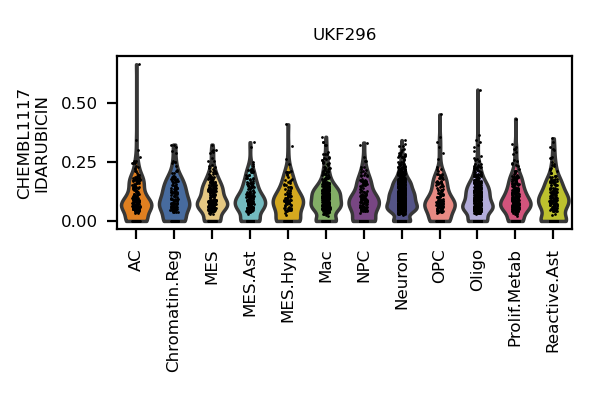 UKF296
CHEMBL1117
IDARUBICIN
0.50
0.25
0.00
AC
Chromatin.Reg
MES
MES.Ast
MES.Hyp
Mac
NPC
Neuron
OPC
Oligo
Prolif.Metab
Reactive.Ast